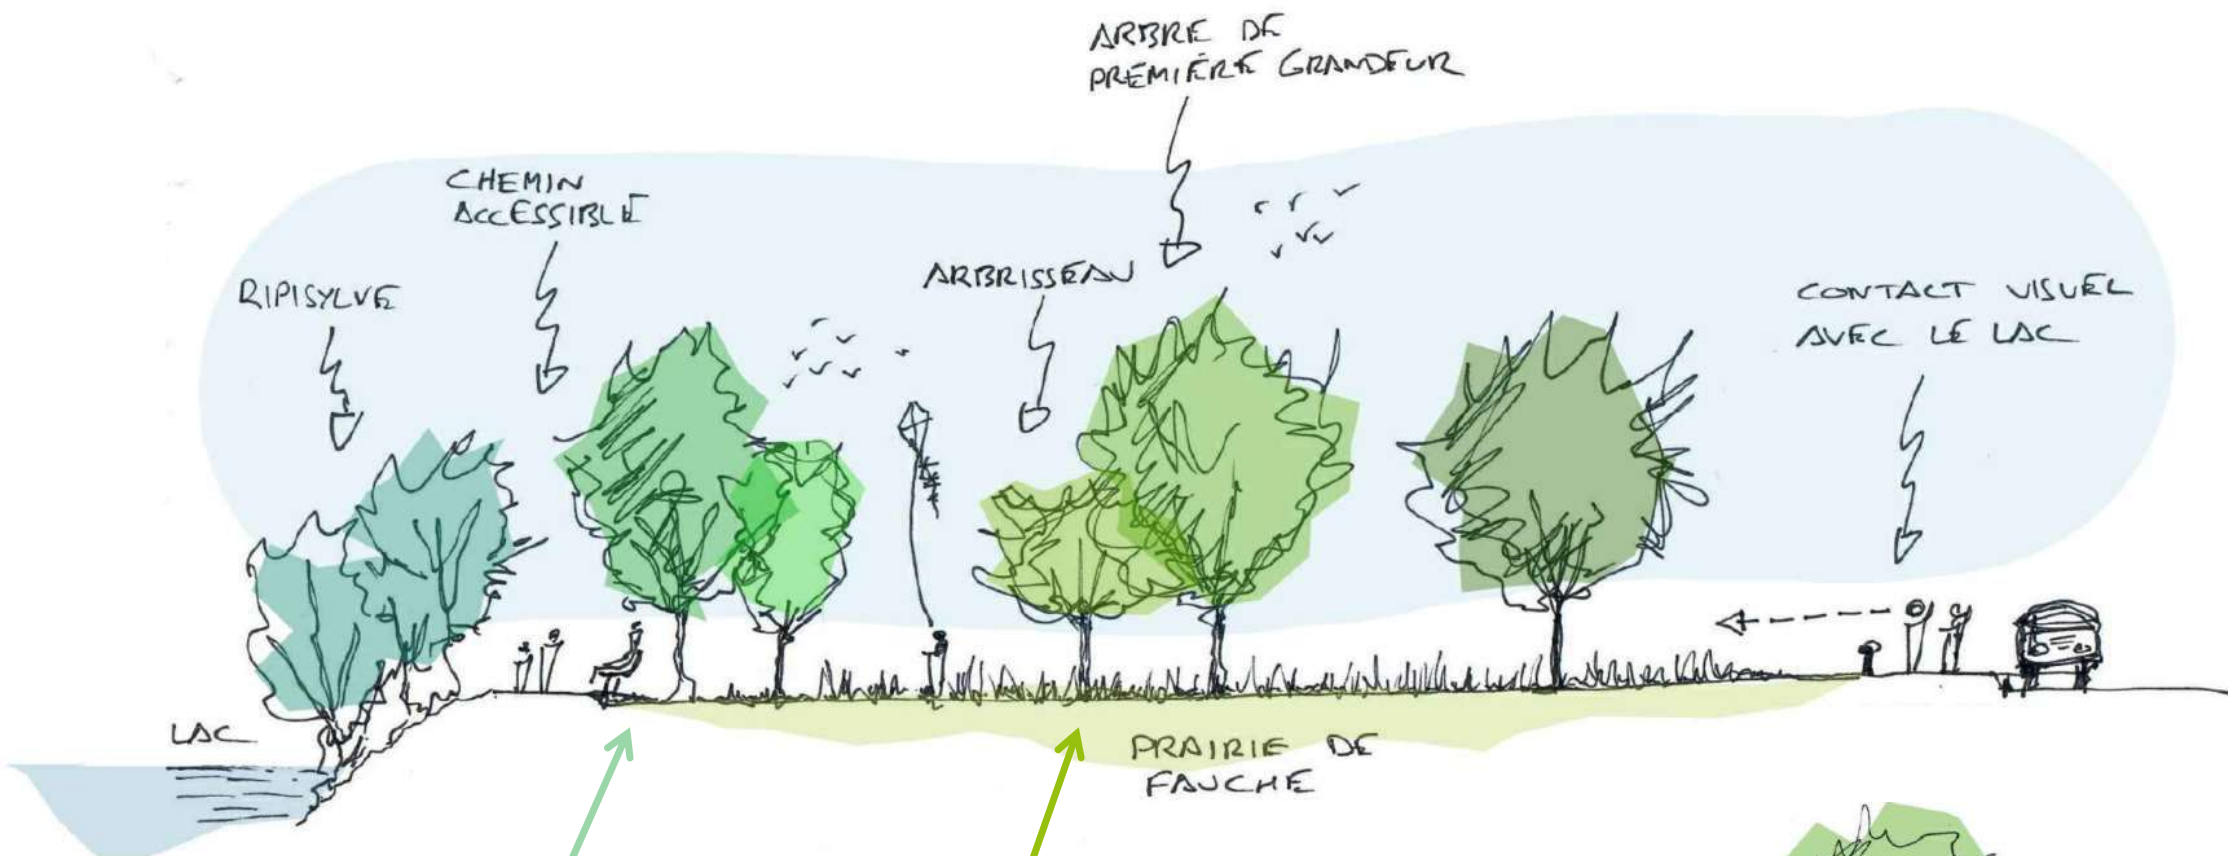 ARBRE DE
PREMIÈRE GRANDEUR
CHEMIN
ACCESSIBLE
ARBRISSEAU
RIPISYLVE
CONTACT VISUEL
AVEC LE LAC
LAC
PRAIRIE DE
FAUCHE